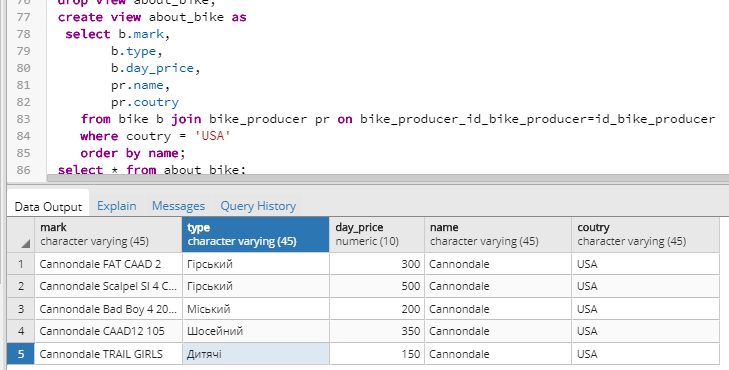 76 drop view about_bike;
77 create view about_bike as
78 select b.mark,
79 b.type,
80 b.day_price,
81 pr.name,
82 pr.coutry
83 from bike b join bike_producer pr on bike_producer_id_bike_producer=id_bike_producer
84 where coutry = 'USA'
85 order by name;
86 select * from about_bike;
Data Output Explain Messages Query History
mark type day_price name coutry
character varying (45) character varying (45) numeric (10) character varying (45) character varying (45)
1 Cannondale FAT CAAD 2 Гірський 300 Cannondale USA
2 Cannondale Scalpel SI 4 C... Гірський 500 Cannondale USA
3 Cannondale Bad Boy 4 20... Міський 200 Cannondale USA
4 Cannondale CAAD12 105 Шосейний 350 Cannondale USA
5 Cannondale TRAIL GIRLS Дитячі 150 Cannondale USA